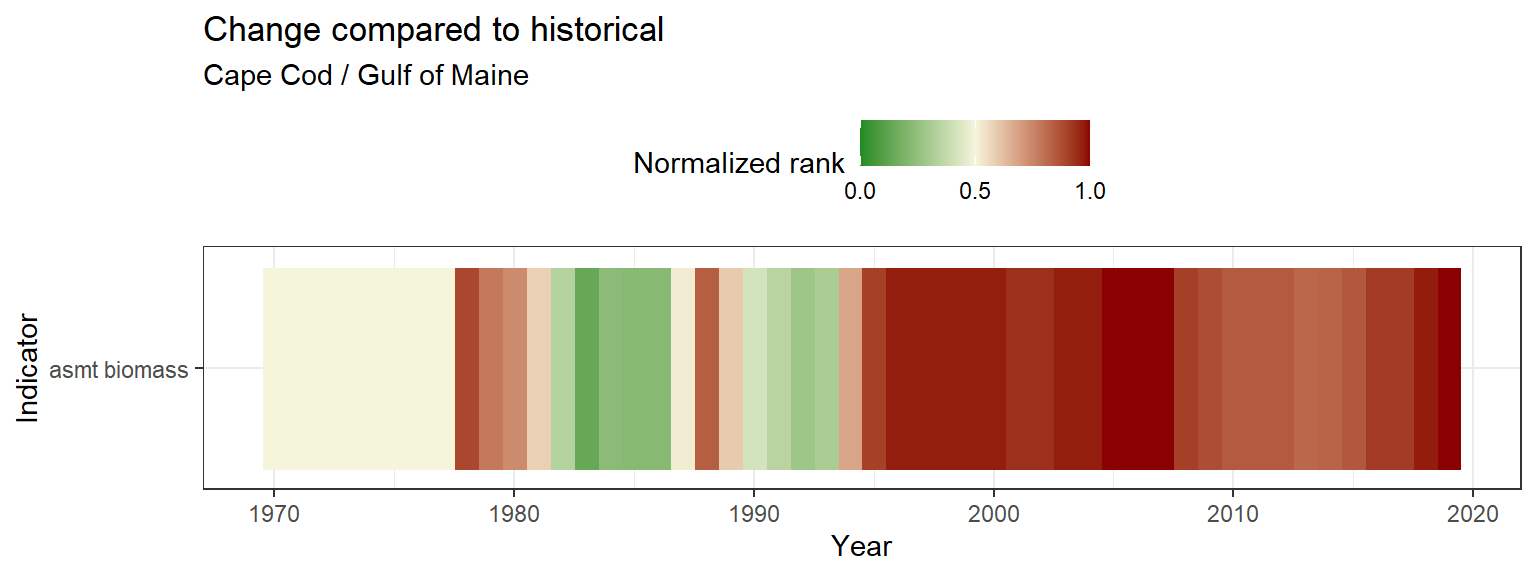 Change compared to historical
Cape Cod / Gulf of Maine
Normalized rank
0.0 0.5 1.0
Indicator
asmt biomass
1970 1980 1990 2000 2010 2020
Year